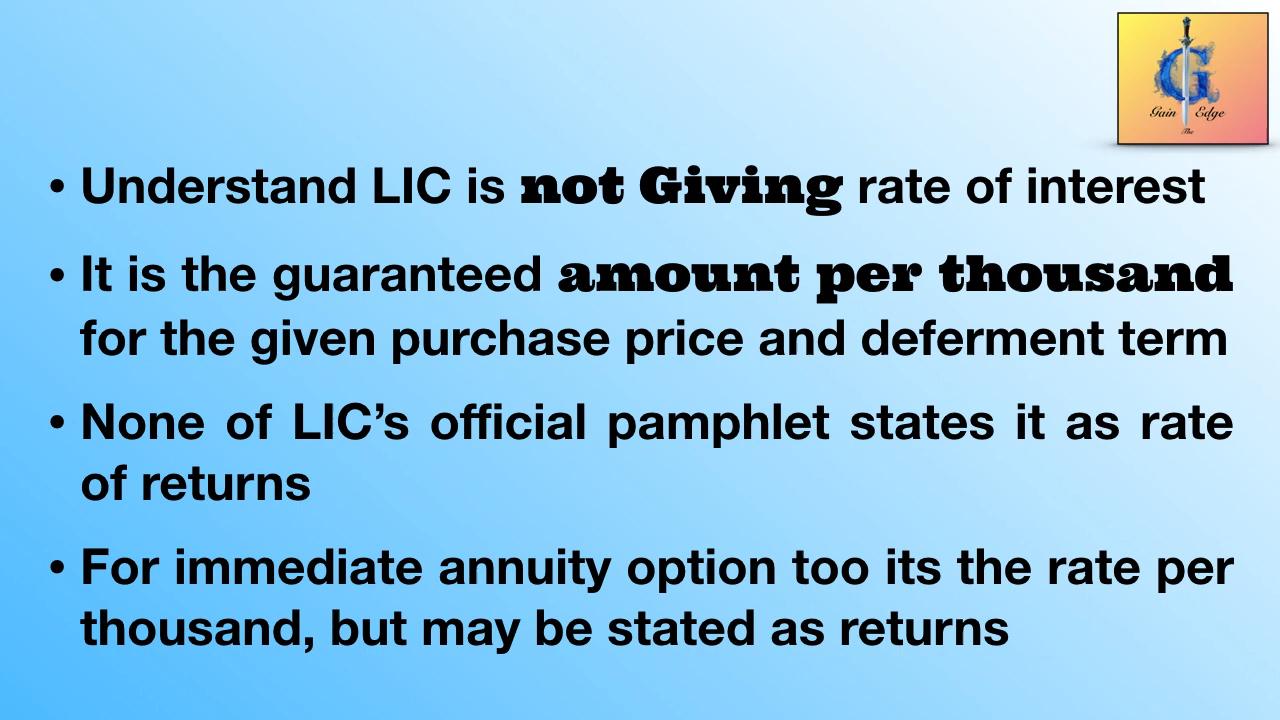 G
Gain Edge
The
• Understand LIC is not Giving rate of interest
• It is the guaranteed amount per thousand
for the given purchase price and deferment term
• None of LIC’s official pamphlet states it as rate
of returns
• For immediate annuity option too its the rate per
thousand, but may be stated as returns